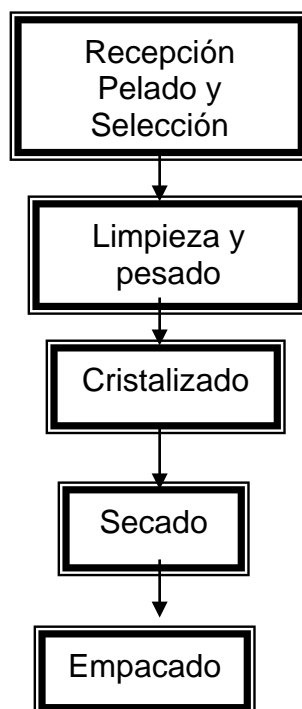 Recepción
Pelado y
Selección
Limpieza y
pesado
Cristalizado
Secado
Empacado